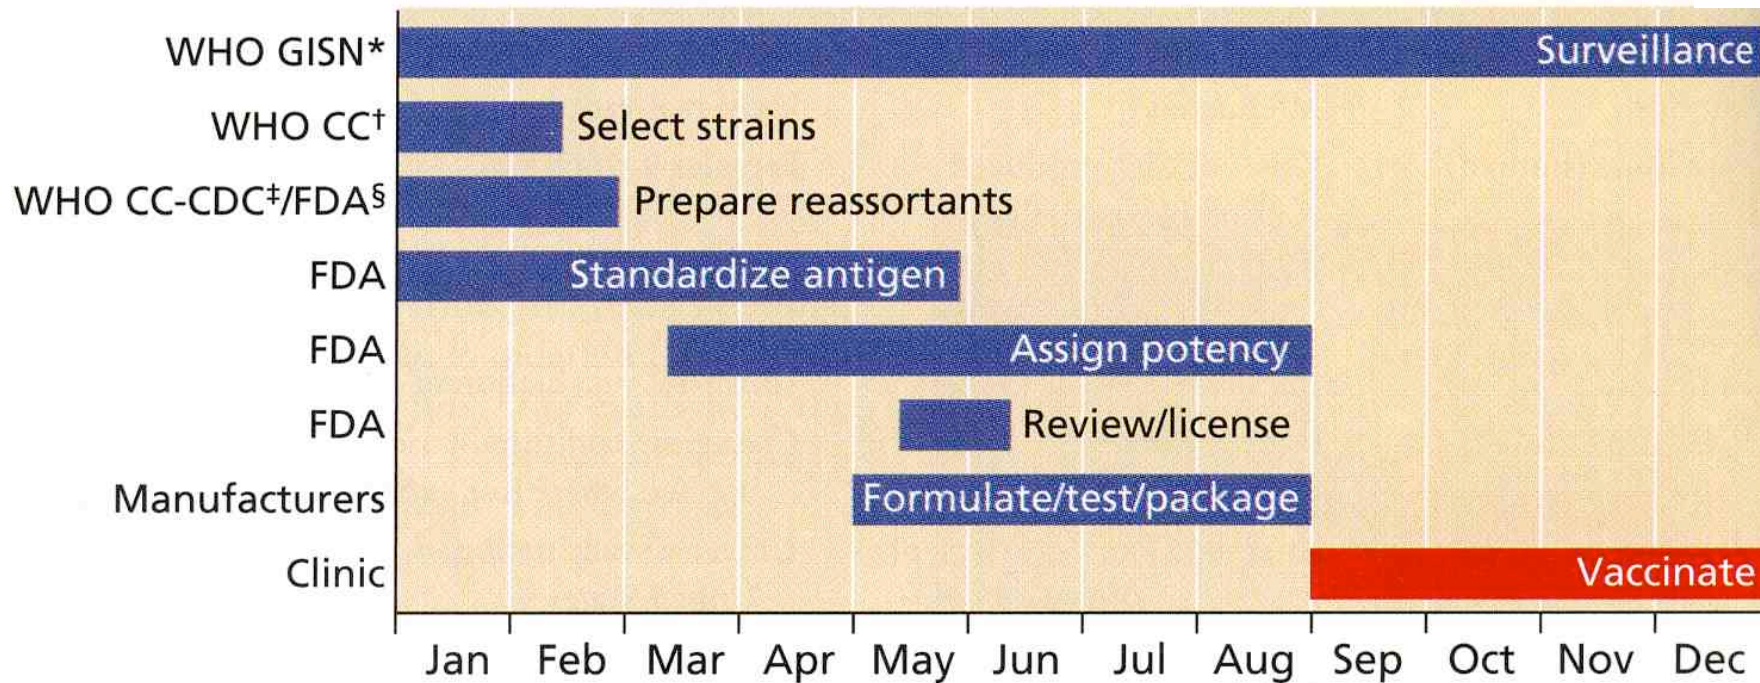 WHO GISN* Surveillance
WHO CC† Select strains
WHO CC-CDC‡/FDA§ Prepare reassortants
FDA Standardize antigen
FDA Assign potency
FDA Review/license
Manufacturers Formulate/test/package
Clinic Vaccinate
Jan Feb Mar Apr May Jun Jul Aug Sep Oct Nov Dec